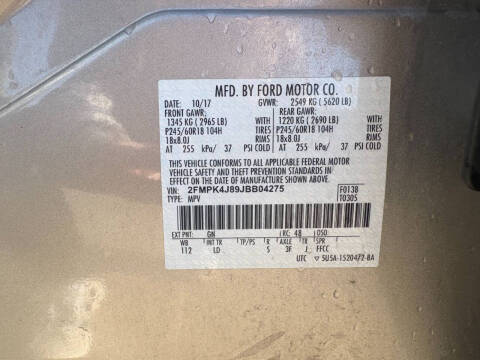 MFD. BY FORD MOTOR CO.
DATE: 10/17 GVWR: 2549 KG ( 5620 LB)
FRONT GAWR: REAR GAWR:
1345 KG ( 2965 LB) WITH 1220 KG ( 2690 LB) WITH
P245/60R18 104H TIRES P245/60R18 104H TIRES
18x8.0J RIMS 18x8.0J RIMS
AT 255 kPa/ 37 PSI COLD AT 255 kPa/ 37 PSI COLD
THIS VEHICLE CONFORMS TO ALL APPLICABLE FEDERAL MOTOR
VEHICLE SAFETY AND THEFT PREVENTION STANDARDS IN
EFFECT ON THE DATE OF MANUFACTURE SHOWN ABOVE.
VIN: 2FMPK4J89JBB04275 F0138
TYPE: MPV T0305
EXT PNT: GN RC: 48 DSO:
WB INT TR TP/PS R AXLE TR SPR
112 LD 5 3F J FFCC
UTC 5U5A-1520472-BA